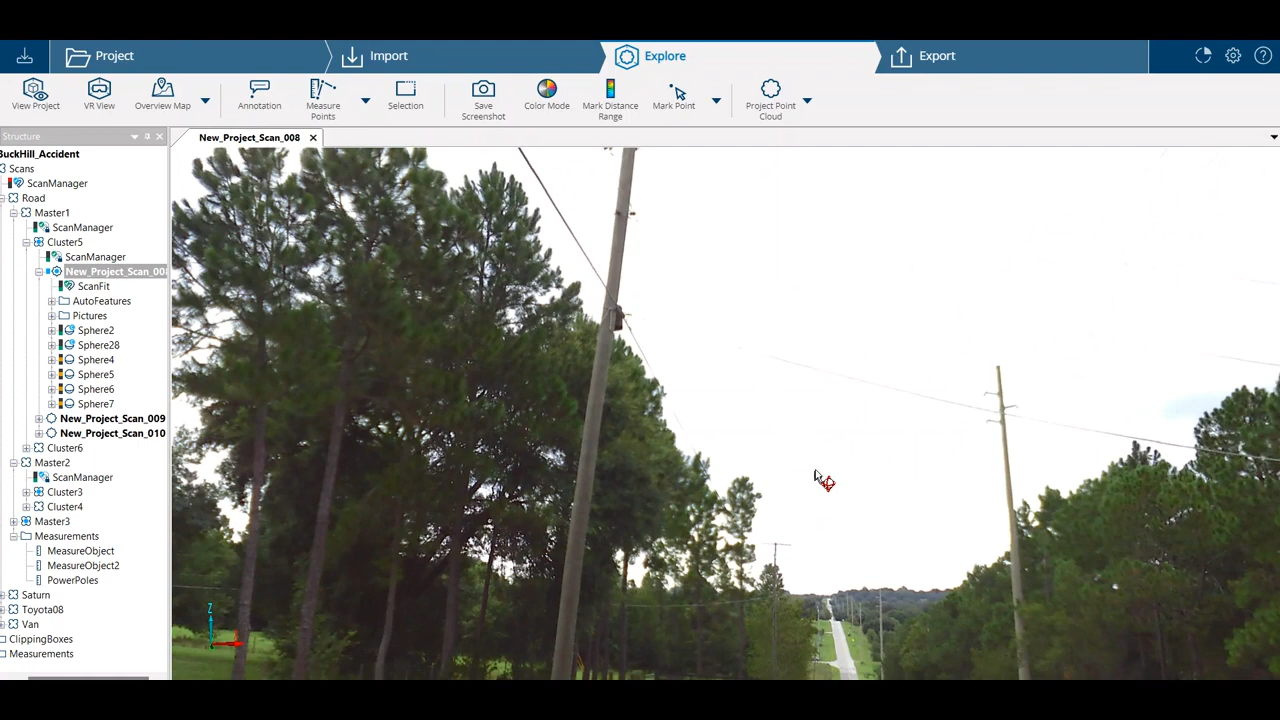 Project
Import
Explore
Export
View Project
VR View
Overview Map
Annotation
Measure
Points
Selection
Save
Screenshot
Color Mode
Mark Distance
Range
Mark Point
Project Point
Cloud
Structure
New_Project_Scan_008
BuckHill_Accident
Scans
ScanManager
Road
Master1
ScanManager
Cluster5
ScanManager
New_Project_Scan_00
ScanFit
AutoFeatures
Pictures
Sphere2
Sphere28
Sphere4
Sphere5
Sphere6
Sphere7
New_Project_Scan_009
New_Project_Scan_010
Cluster6
Master2
ScanManager
Cluster3
Cluster4
Master3
Measurements
MeasureObject
MeasureObject2
PowerPoles
Saturn
Toyota08
Van
ClippingBoxes
Measurements
Z